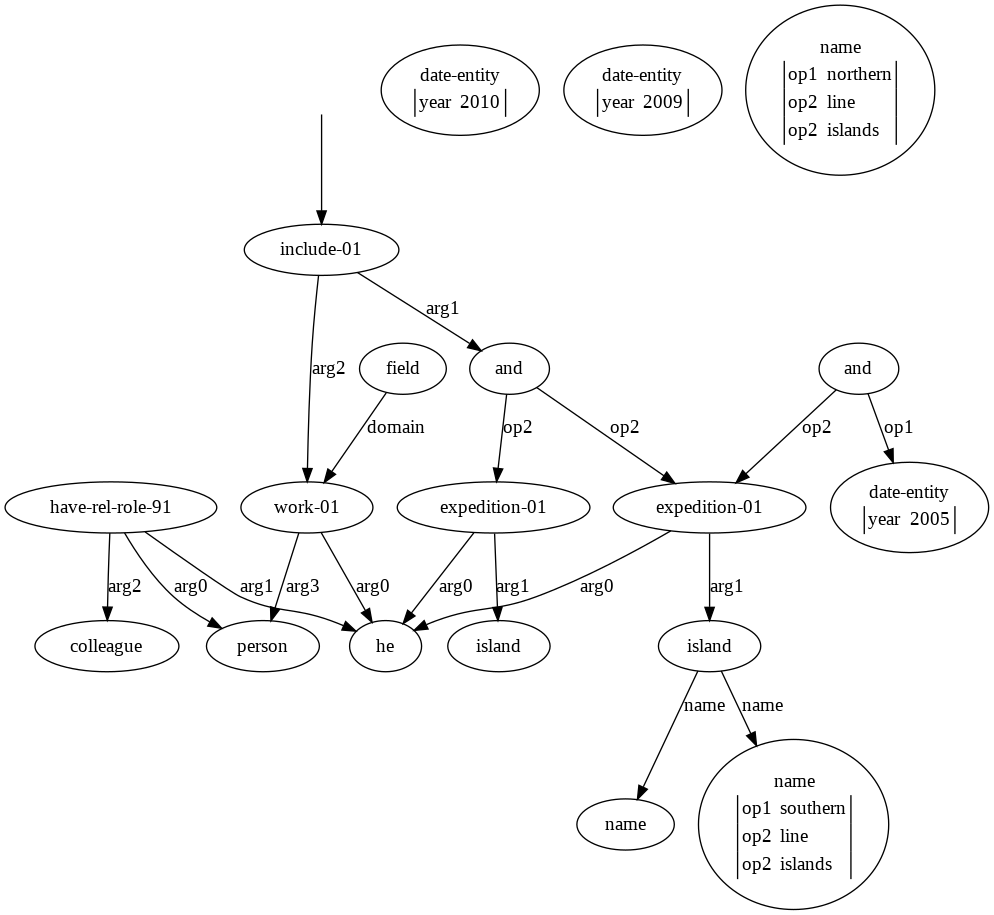 date-entity
year 2010
date-entity
year 2009
name
op1 northern
op2 line
op2 islands
include-01
arg1
arg2
field
and
and
domain
op2
op2
op2
op1
have-rel-role-91
work-01
expedition-01
expedition-01
date-entity
year 2005
arg2
arg0
arg1
arg3
arg0
arg0
arg1
arg0
arg1
colleague
person
he
island
island
name
name
name
name
op1 southern
op2 line
op2 islands